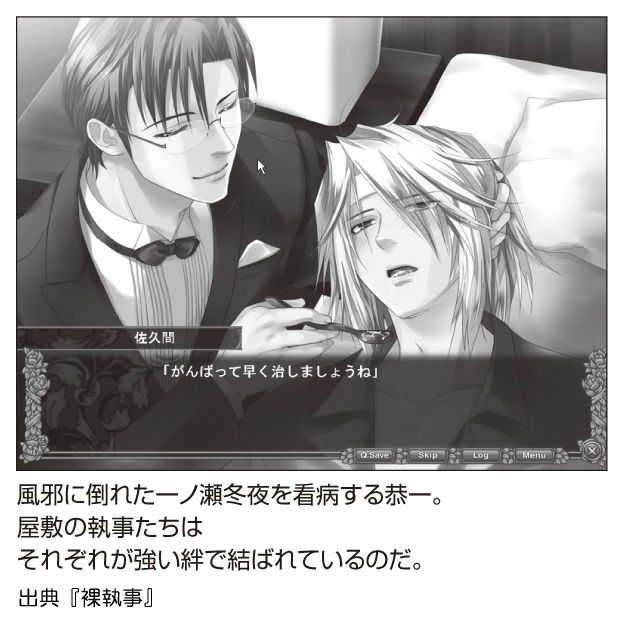 佐久間
「がんばって早く治しましょうね」
Q.Save Skip Log Menu
風邪に倒れた一ノ瀬冬夜を看病する恭一。
屋敷の執事たちは
それぞれが強い絆で結ばれているのだ。
出典『裸執事』